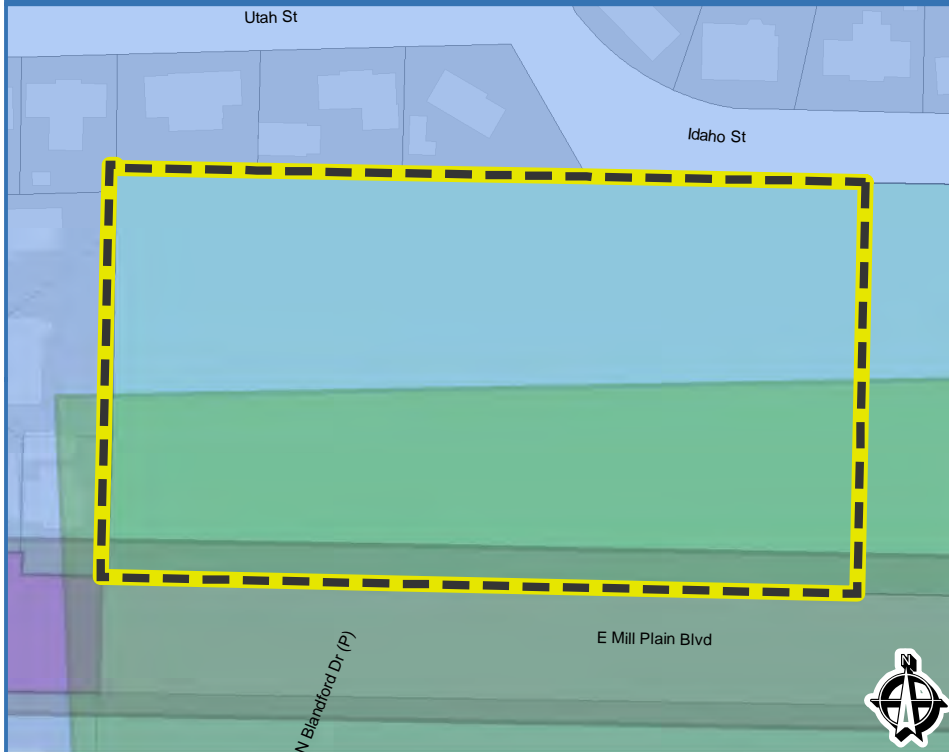 Utah St
Idaho St
E Mill Plain Blvd
N Blandford Dr (P)
N